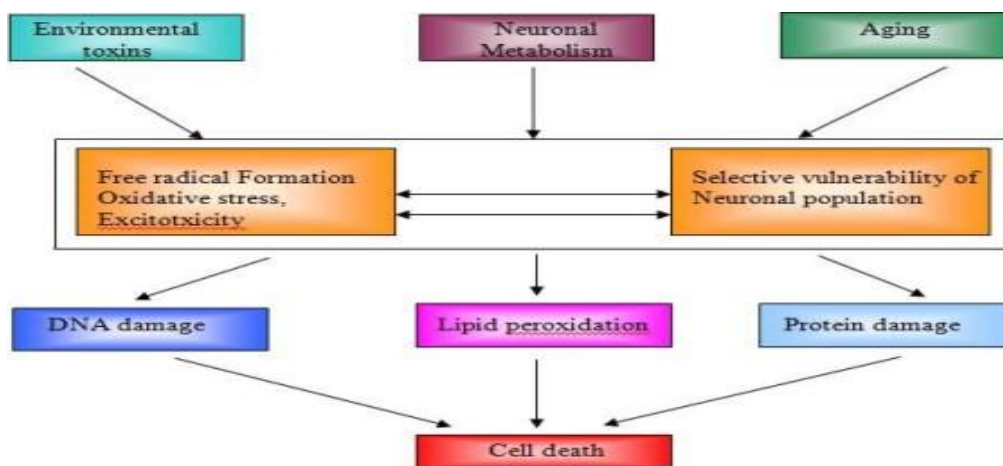 Environmental
toxins
Neuronal
Metabolism
Aging
Free radical Formation
Oxidative stress,
Excitotxicity
Selective vulnerability of
Neuronal population
DNA damage
Lipid peroxidation
Protein damage
Cell death